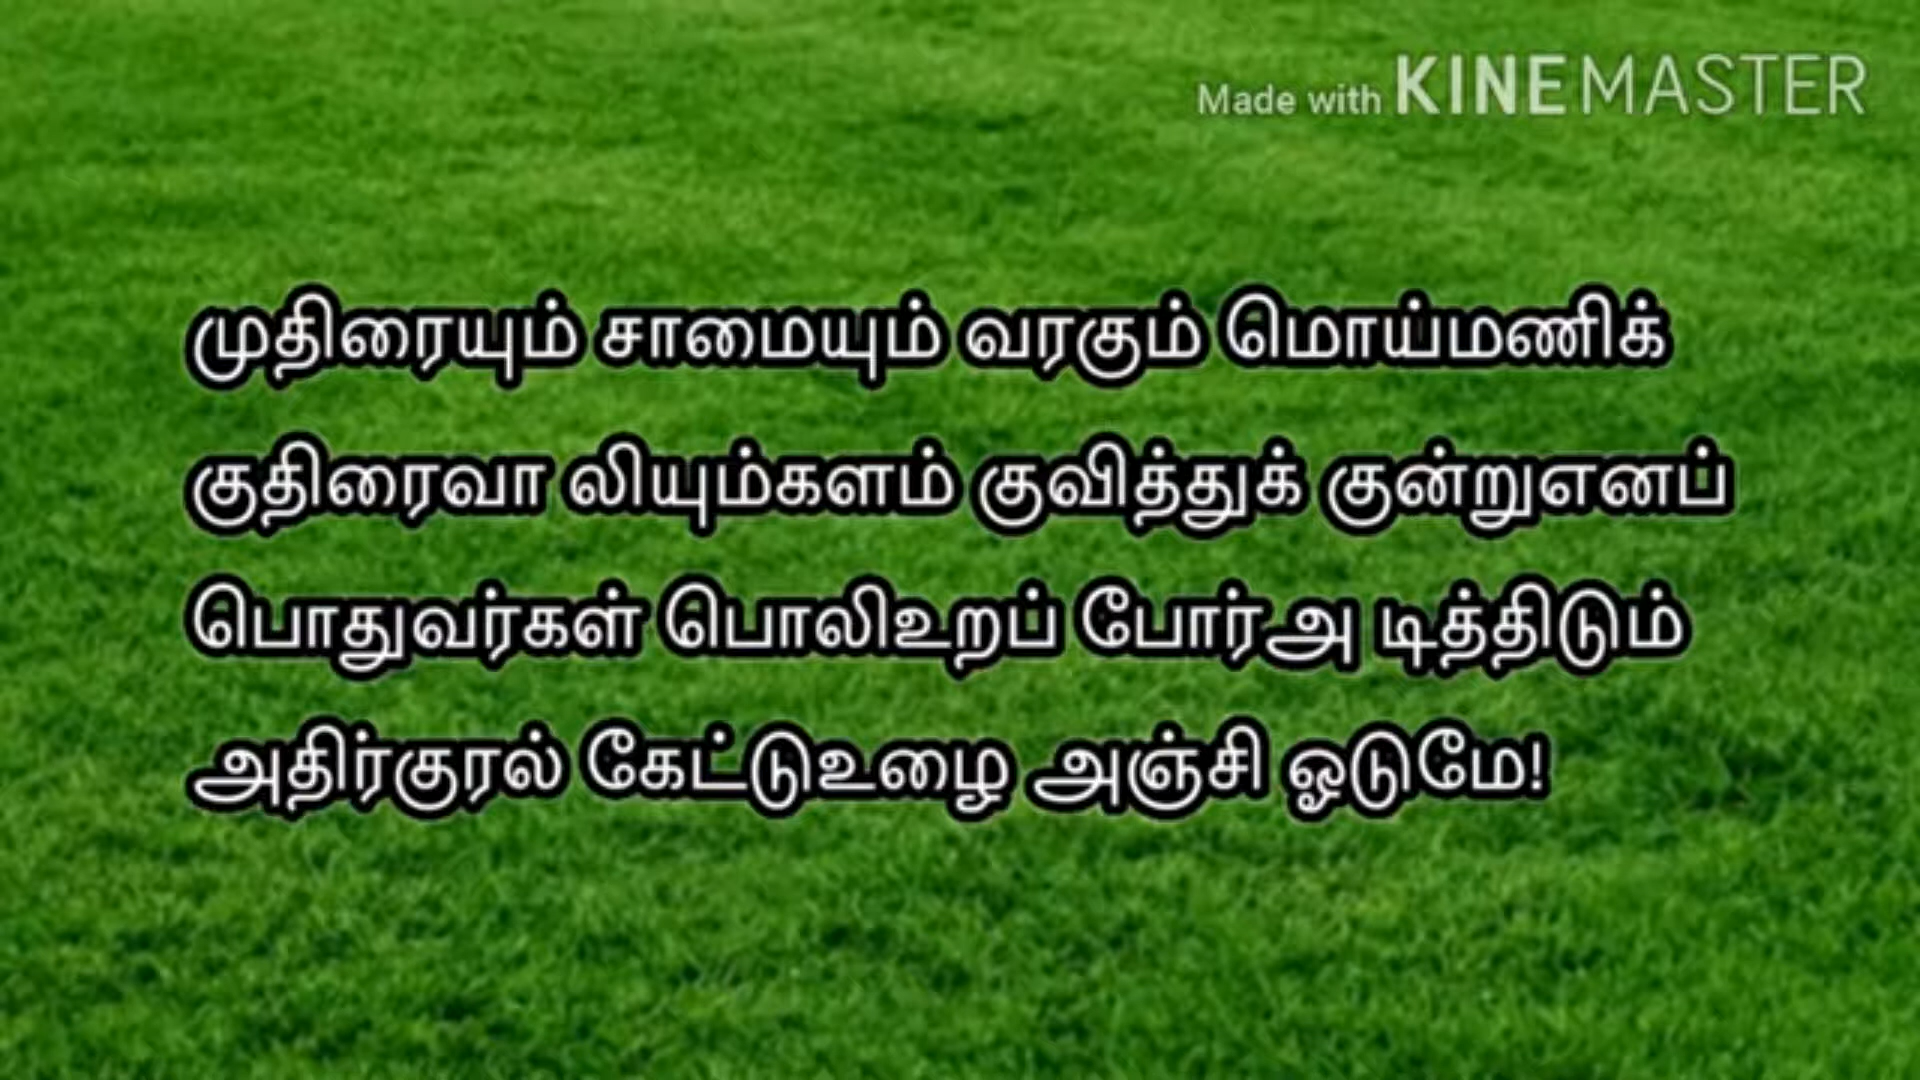 Made with KINEMASTER
முதிரையும் சாமையும் வரகும் மொய்மணிக்
குதிரைவா லியும்களம் குவித்துக் குன்றுஎனப்
பொதுவர்கள் பொலிஉறப் போர்அ டித்திடும்
அதிர்குரல் கேட்டுஉழை அஞ்சி ஓடுமே!